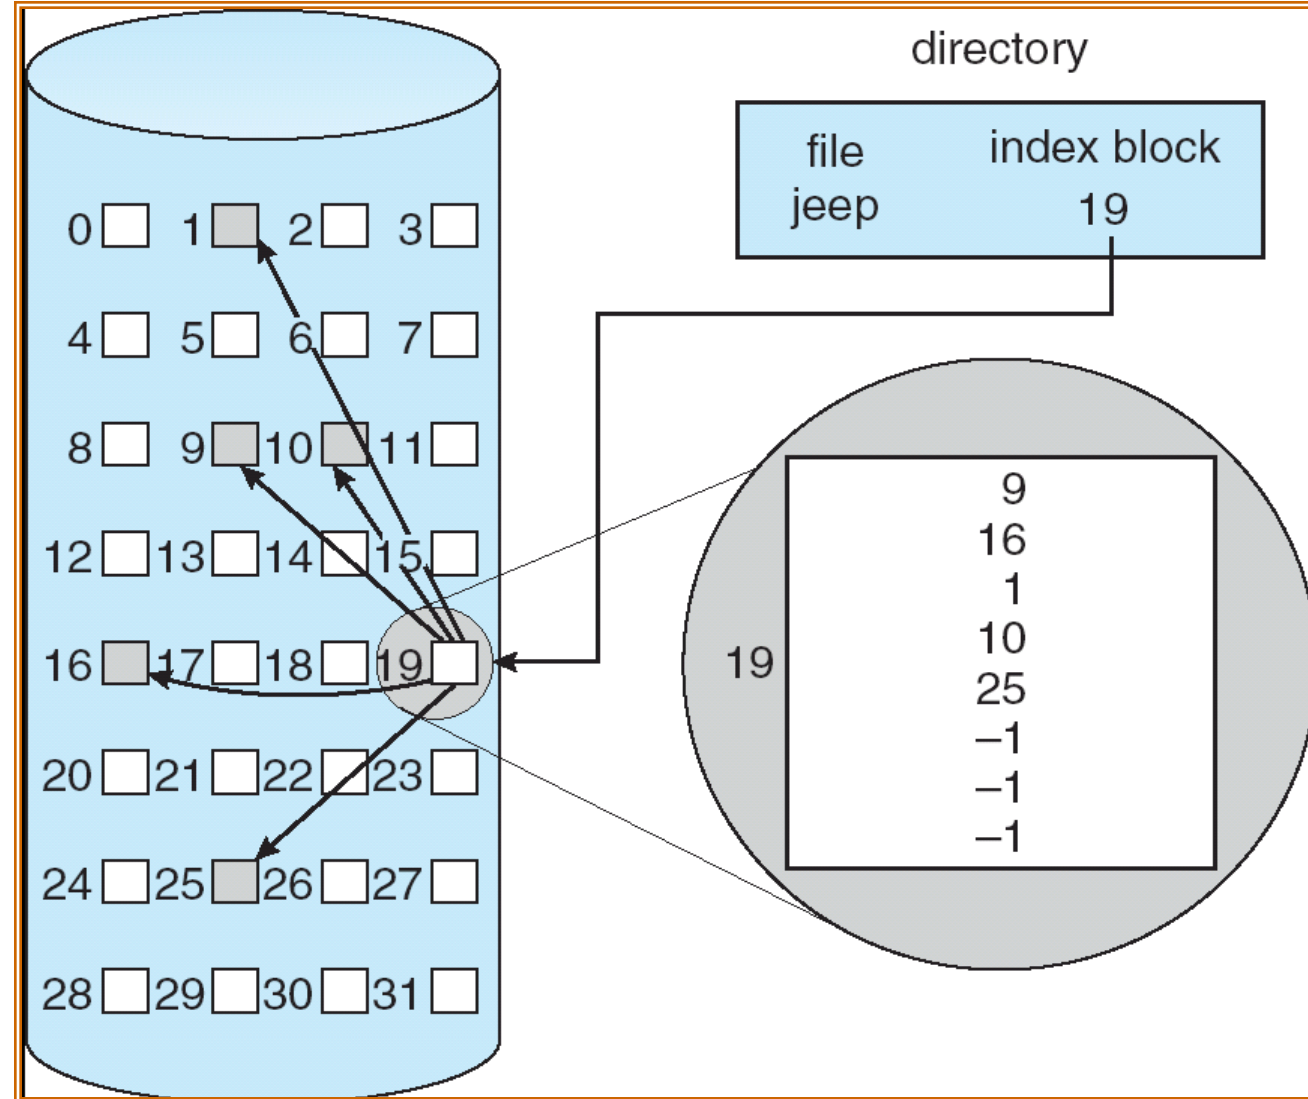 directory
file index block
jeep 19
0 1 2 3
4 5 6 7
8 9 10 11
12 13 14 15
16 17 18 19
20 21 22 23
24 25 26 27
28 29 30 31
19
9
16
1
10
25
–1
–1
–1